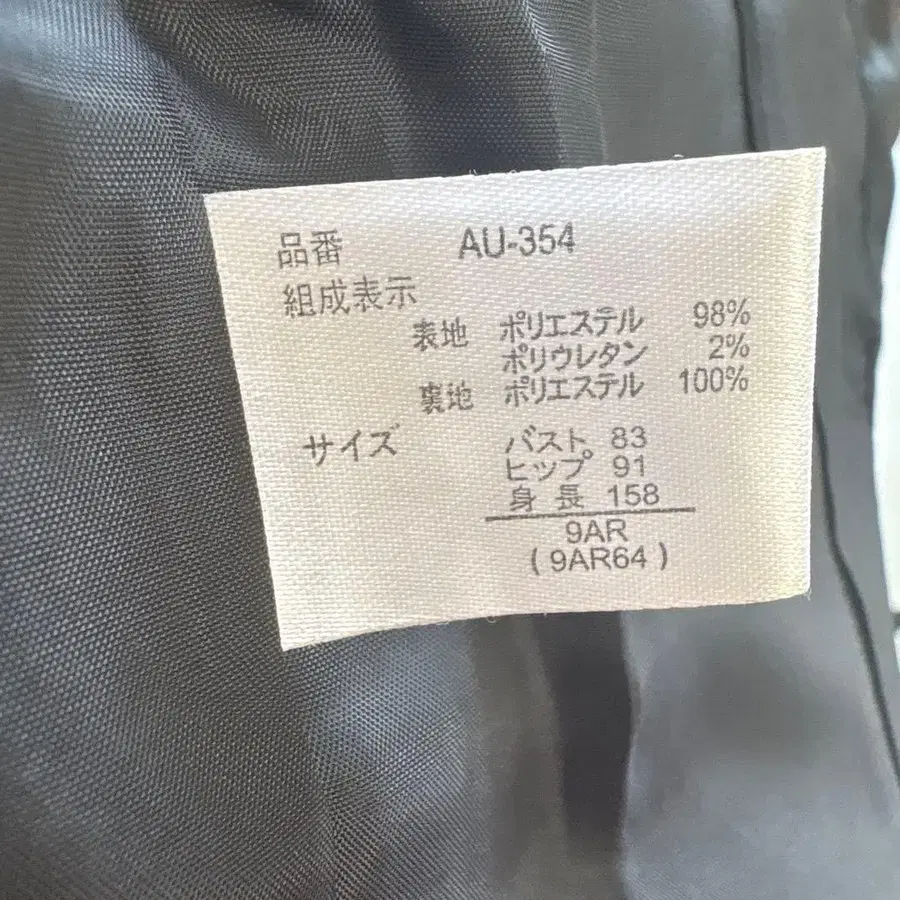 品番 AU-354
組成表示
表地 ポリエステル 98%
ポリウレタン 2%
裏地 ポリエステル 100%
サイズ バスト 83
ヒップ 91
身長 158
9AR
(9AR64)